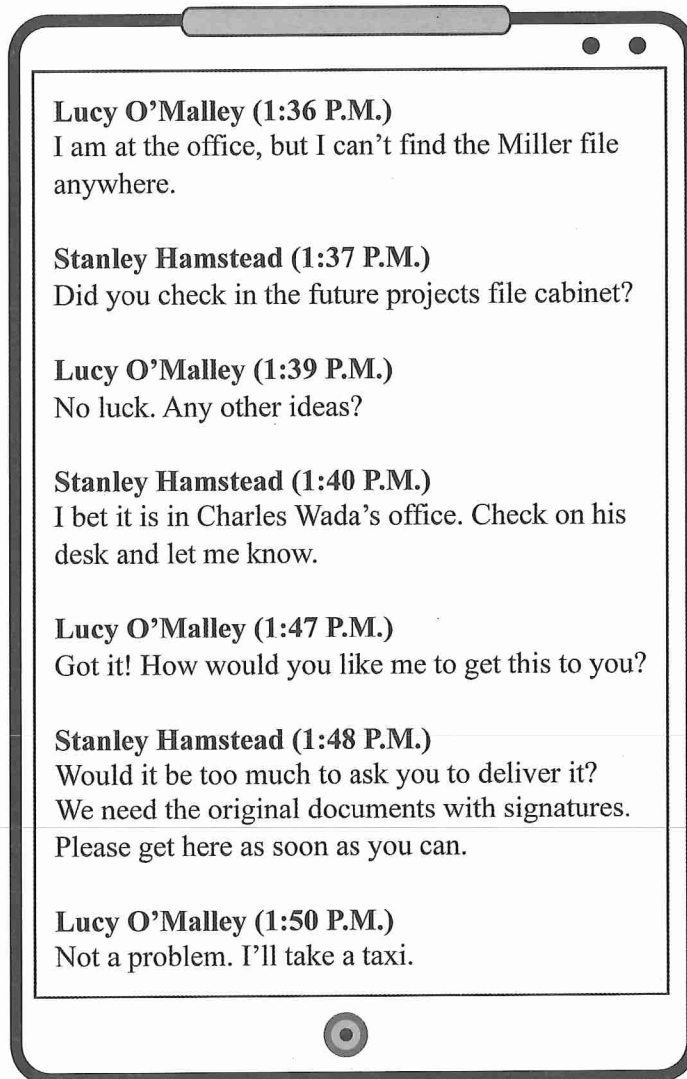 Lucy O'Malley (1:36 P.M.)
I am at the office, but I can't find the Miller file
anywhere.
Stanley Hamstead (1:37 P.M.)
Did you check in the future projects file cabinet?
Lucy O'Malley (1:39 P.M.)
No luck. Any other ideas?
Stanley Hamstead (1:40 P.M.)
I bet it is in Charles Wada's office. Check on his
desk and let me know.
Lucy O'Malley (1:47 P.M.)
Got it! How would you like me to get this to you?
Stanley Hamstead (1:48 P.M.)
Would it be too much to ask you to deliver it?
We need the original documents with signatures.
Please get here as soon as you can.
Lucy O'Malley (1:50 P.M.)
Not a problem. I'll take a taxi.